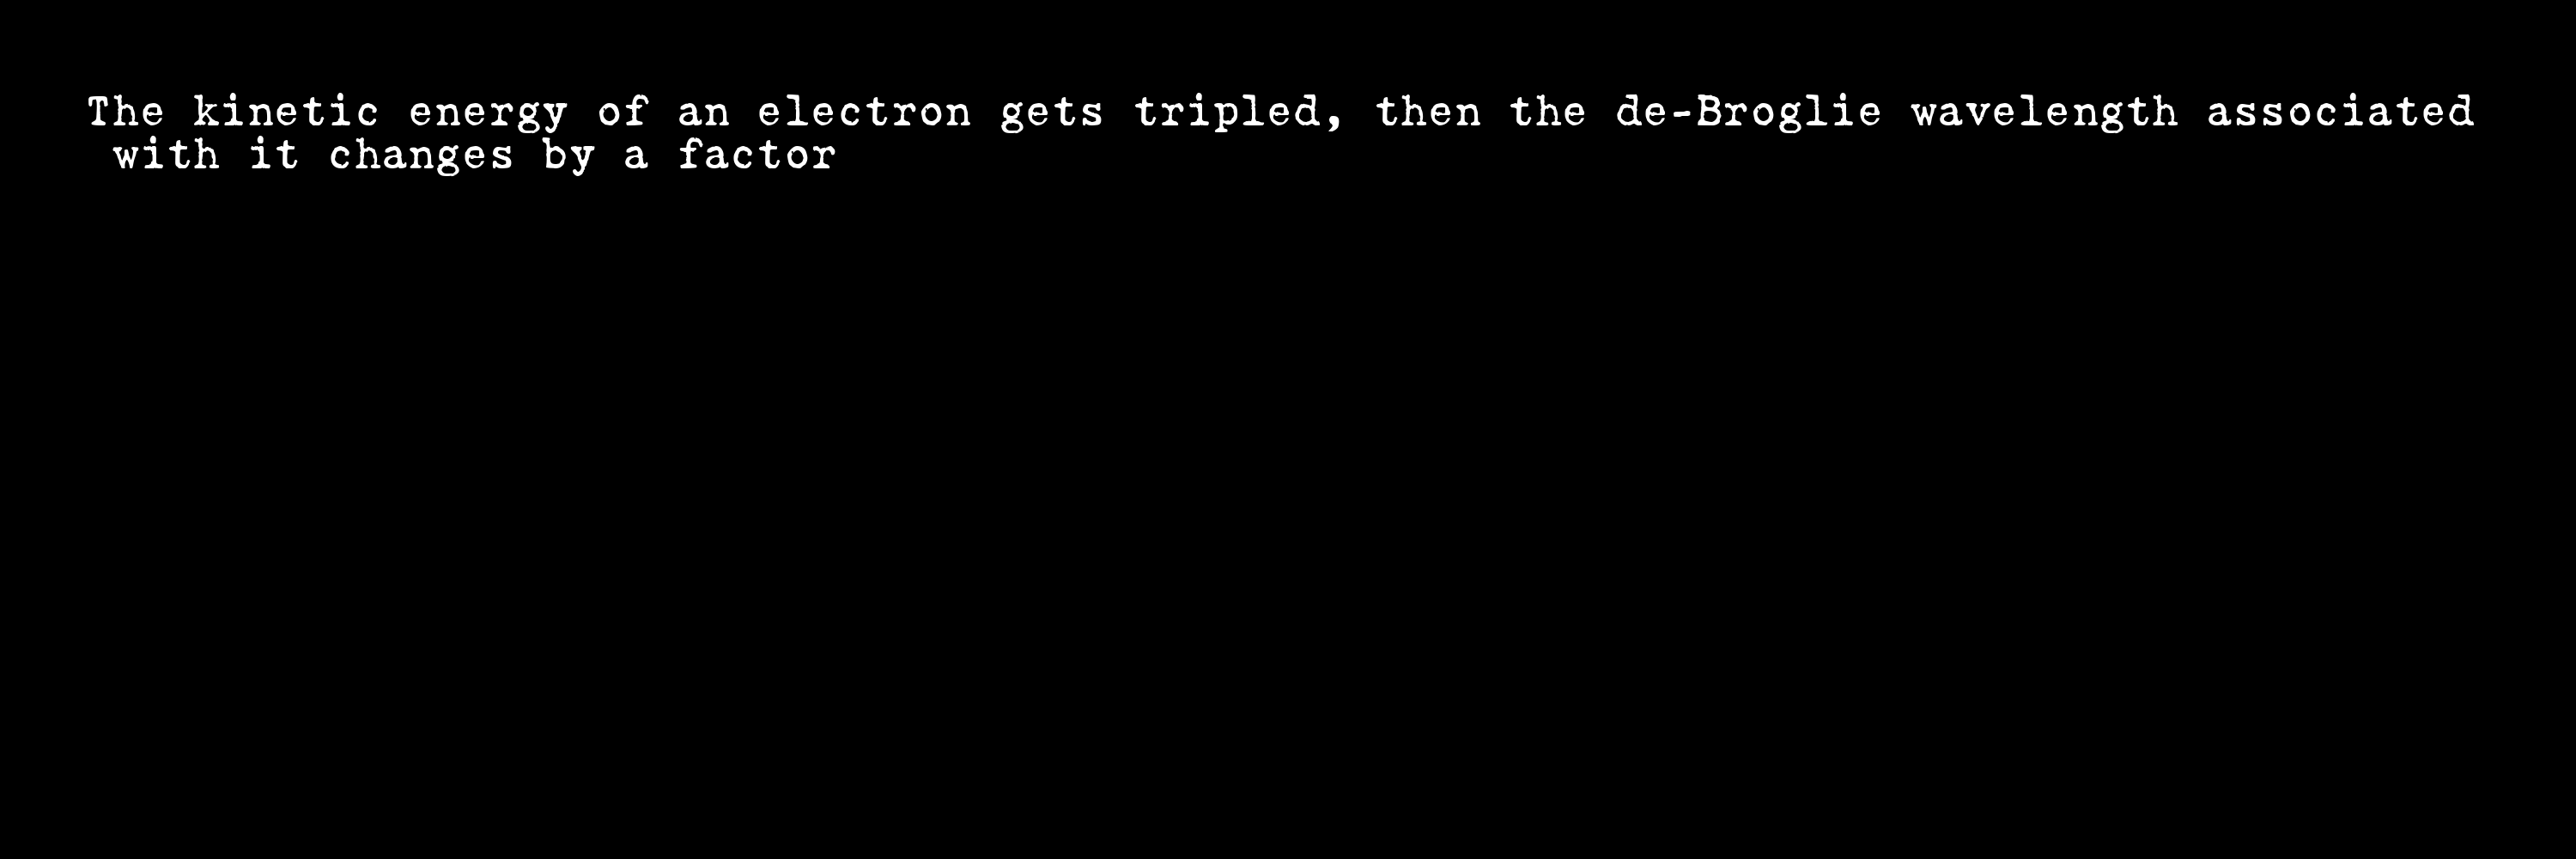 The kinetic energy of an electron gets tripled, then the de-Broglie wavelength associated
with it changes by a factor